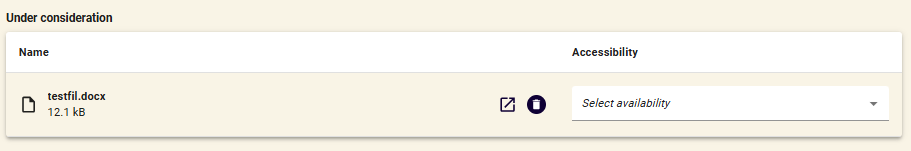 Under consideration
Name Accessibility
testfil.docx
12.1 kB
Select availability